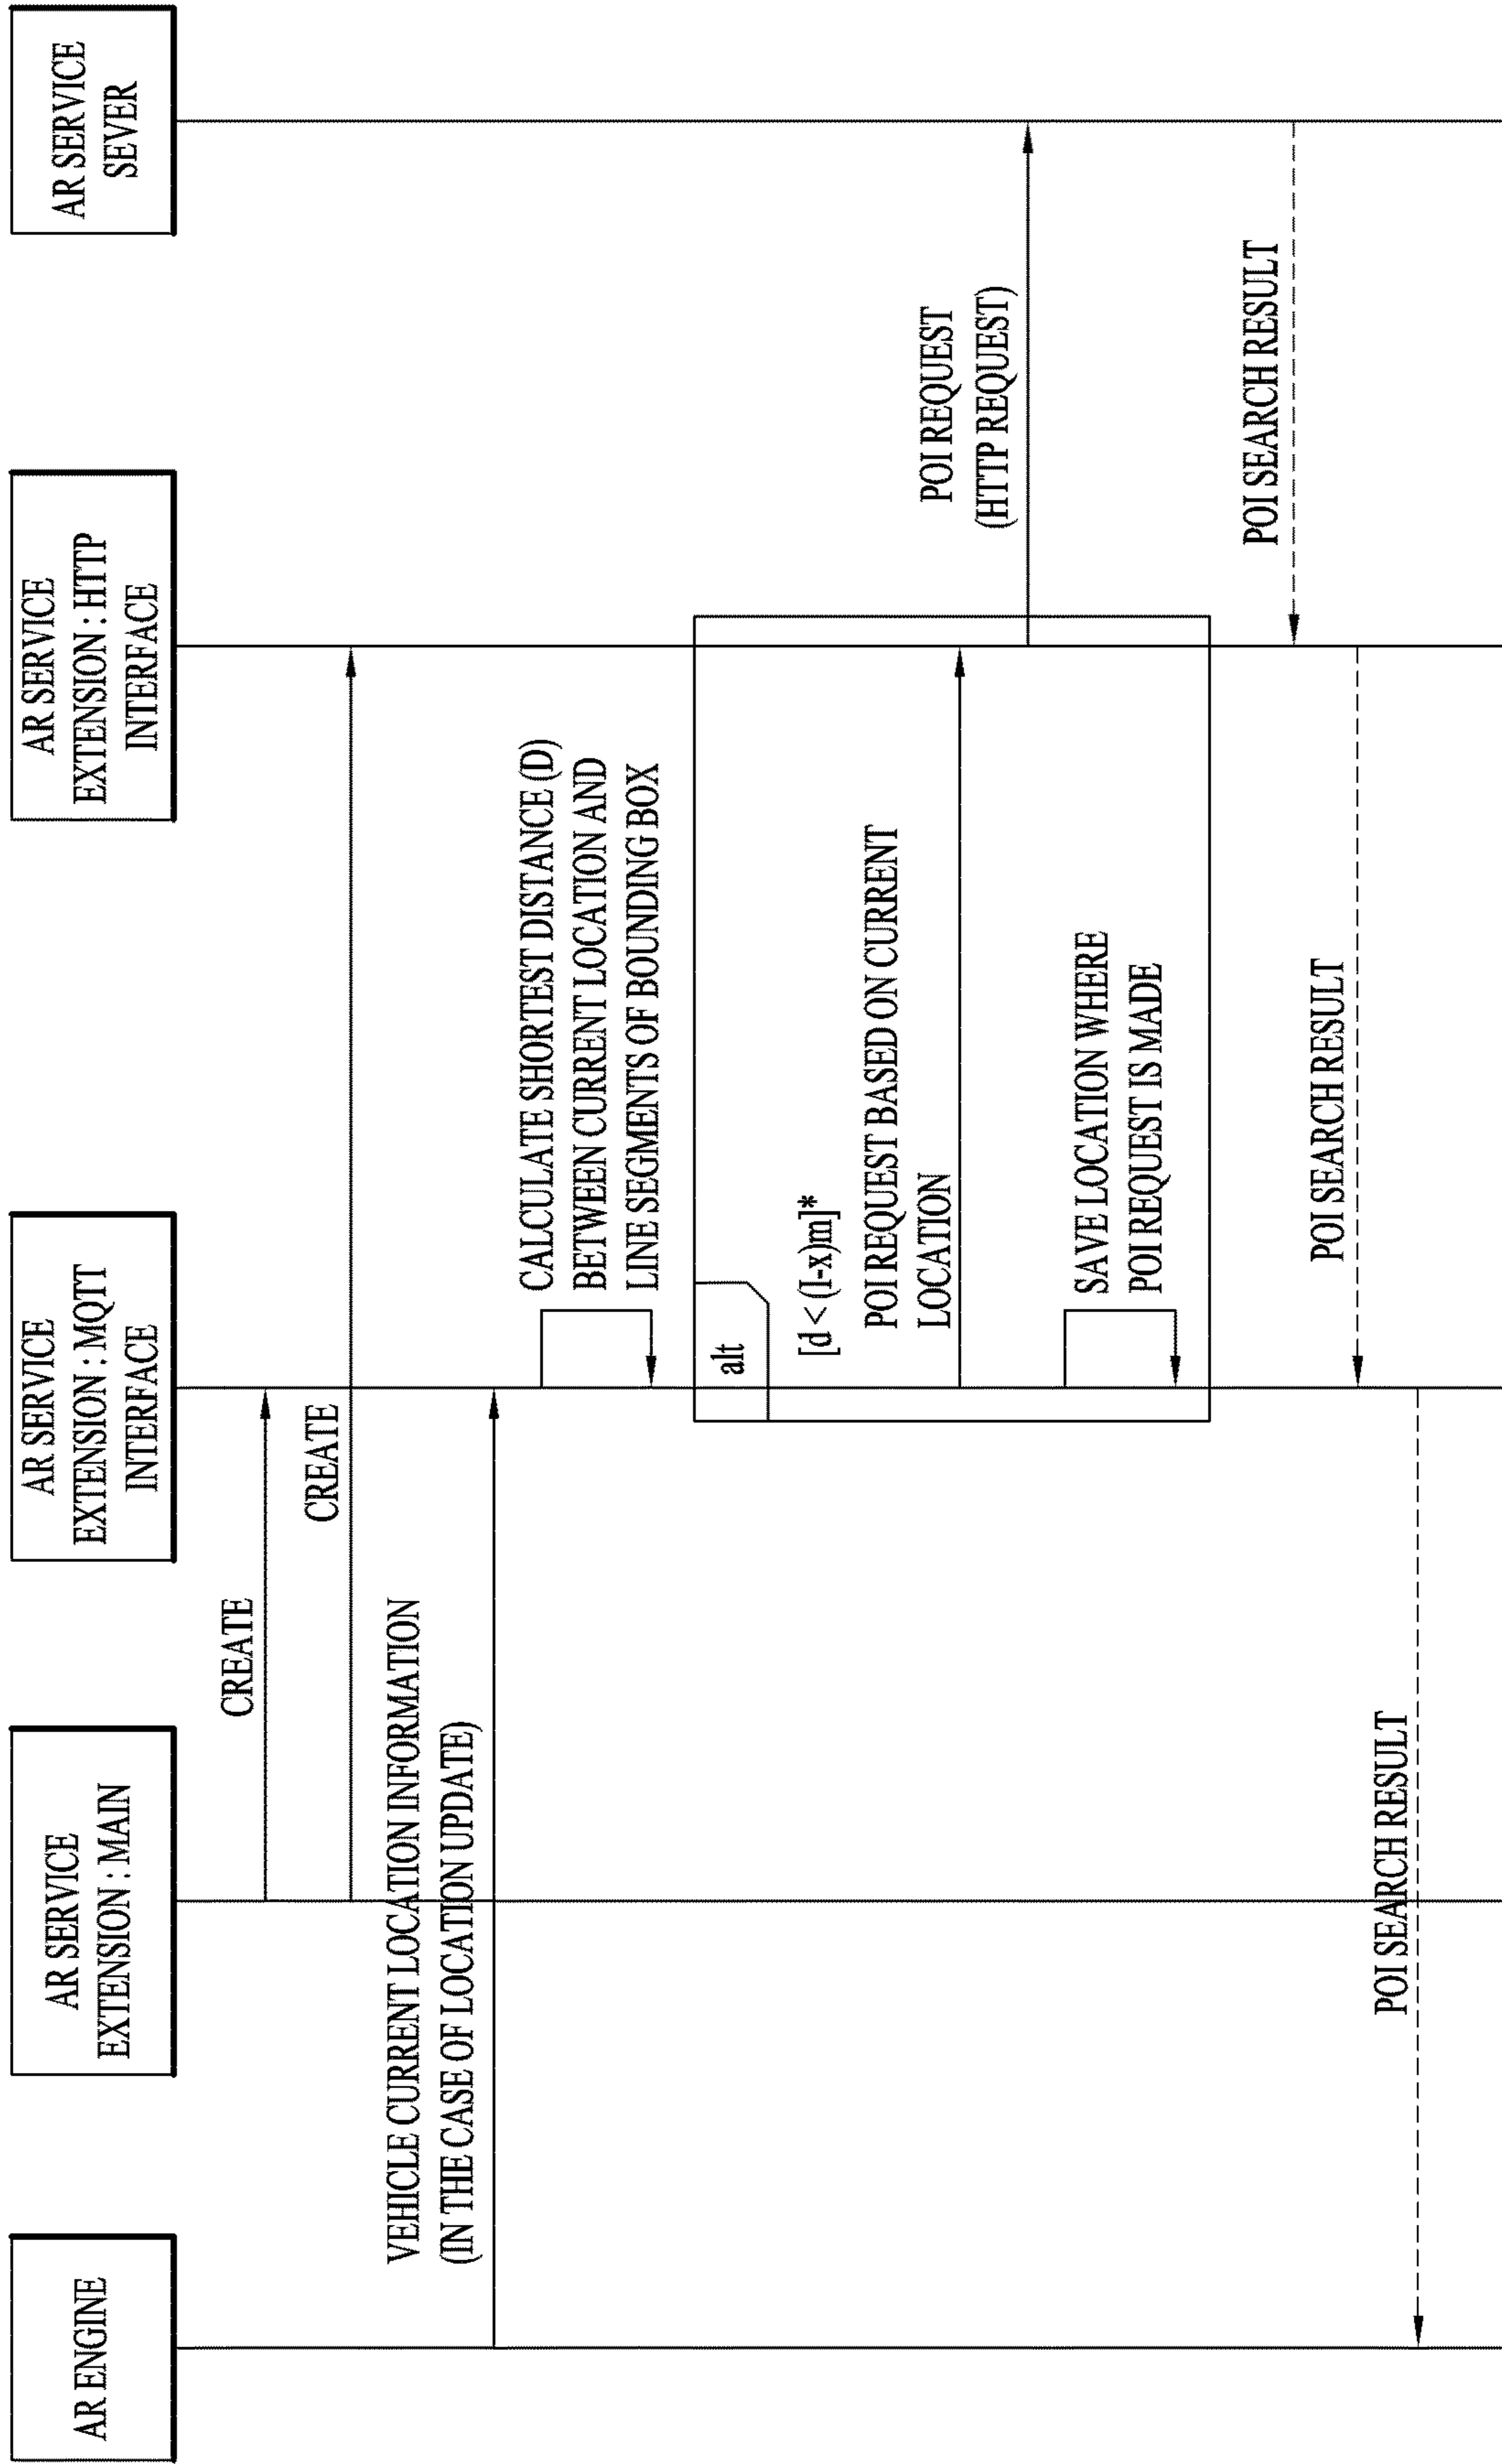 AR ENGINE
AR SERVICE
EXTENSION : MAIN
AR SERVICE
EXTENSION : MQTT
INTERFACE
AR SERVICE
EXTENSION : HTTP
INTERFACE
AR SERVICE
SEVER
CREATE
CREATE
VEHICLE CURRENT LOCATION INFORMATION
(IN THE CASE OF LOCATION UPDATE)
CALCULATE SHORTEST DISTANCE (D)
BETWEEN CURRENT LOCATION AND
LINE SEGMENTS OF BOUNDING BOX
alt
[d < (I-x)m]*
POI REQUEST BASED ON CURRENT
LOCATION
POI REQUEST
(HTTP REQUEST)
SAVE LOCATION WHERE
POI REQUEST IS MADE
POI SEARCH RESULT
POI SEARCH RESULT
POI SEARCH RESULT